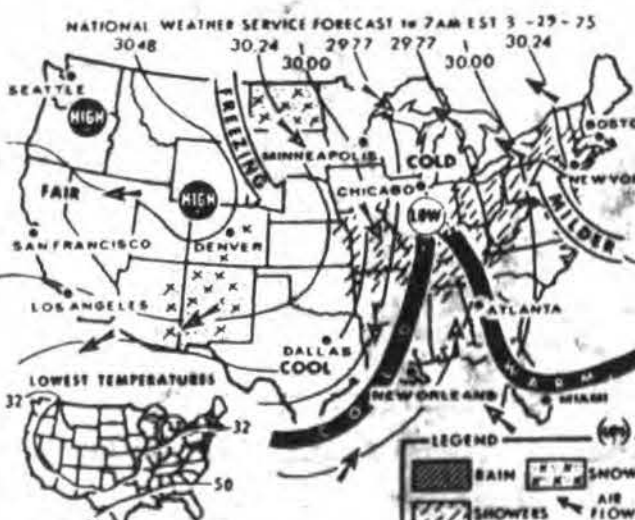 NATIONAL WEATHER SERVICE FORECAST to 7AM EST 3 -29 - 75
30.48 30.24 29.77 29.77 30.24
30.00 30.00
SEATTLE
HIGH
FREEZING
BOSTO
MINNEAPOLIS
COLD
NEW YOR
FAIR
HIGH
CHICAGO
LOW
MILDER
SAN FRANCISCO
DENVER
LOS ANGELES
ATLANTA
DALLAS
COOL
COLD
WARM
LOWEST TEMPERATURES
NEW ORLEANS
MIAMI
32
32
50
LEGEND
RAIN
SNOW
SHOWERS
AIR
FLOW